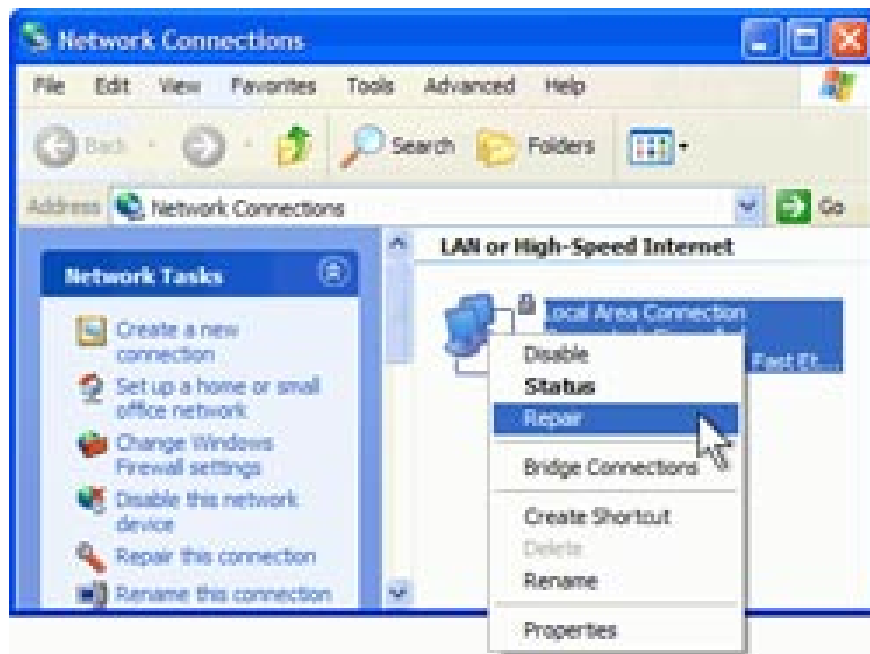 Network Connections
File Edit View Favorites Tools Advanced Help
Back Search Folders
Address Network Connections Go
Network Tasks
Create a new
connection
Set up a home or small
office network
Change Windows
Firewall settings
Disable this network
device
Repair this connection
Rename this connection
LAN or High-Speed Internet
Local Area Connection
Fast Et...
Disable
Status
Repair
Bridge Connections
Create Shortcut
Delete
Rename
Properties